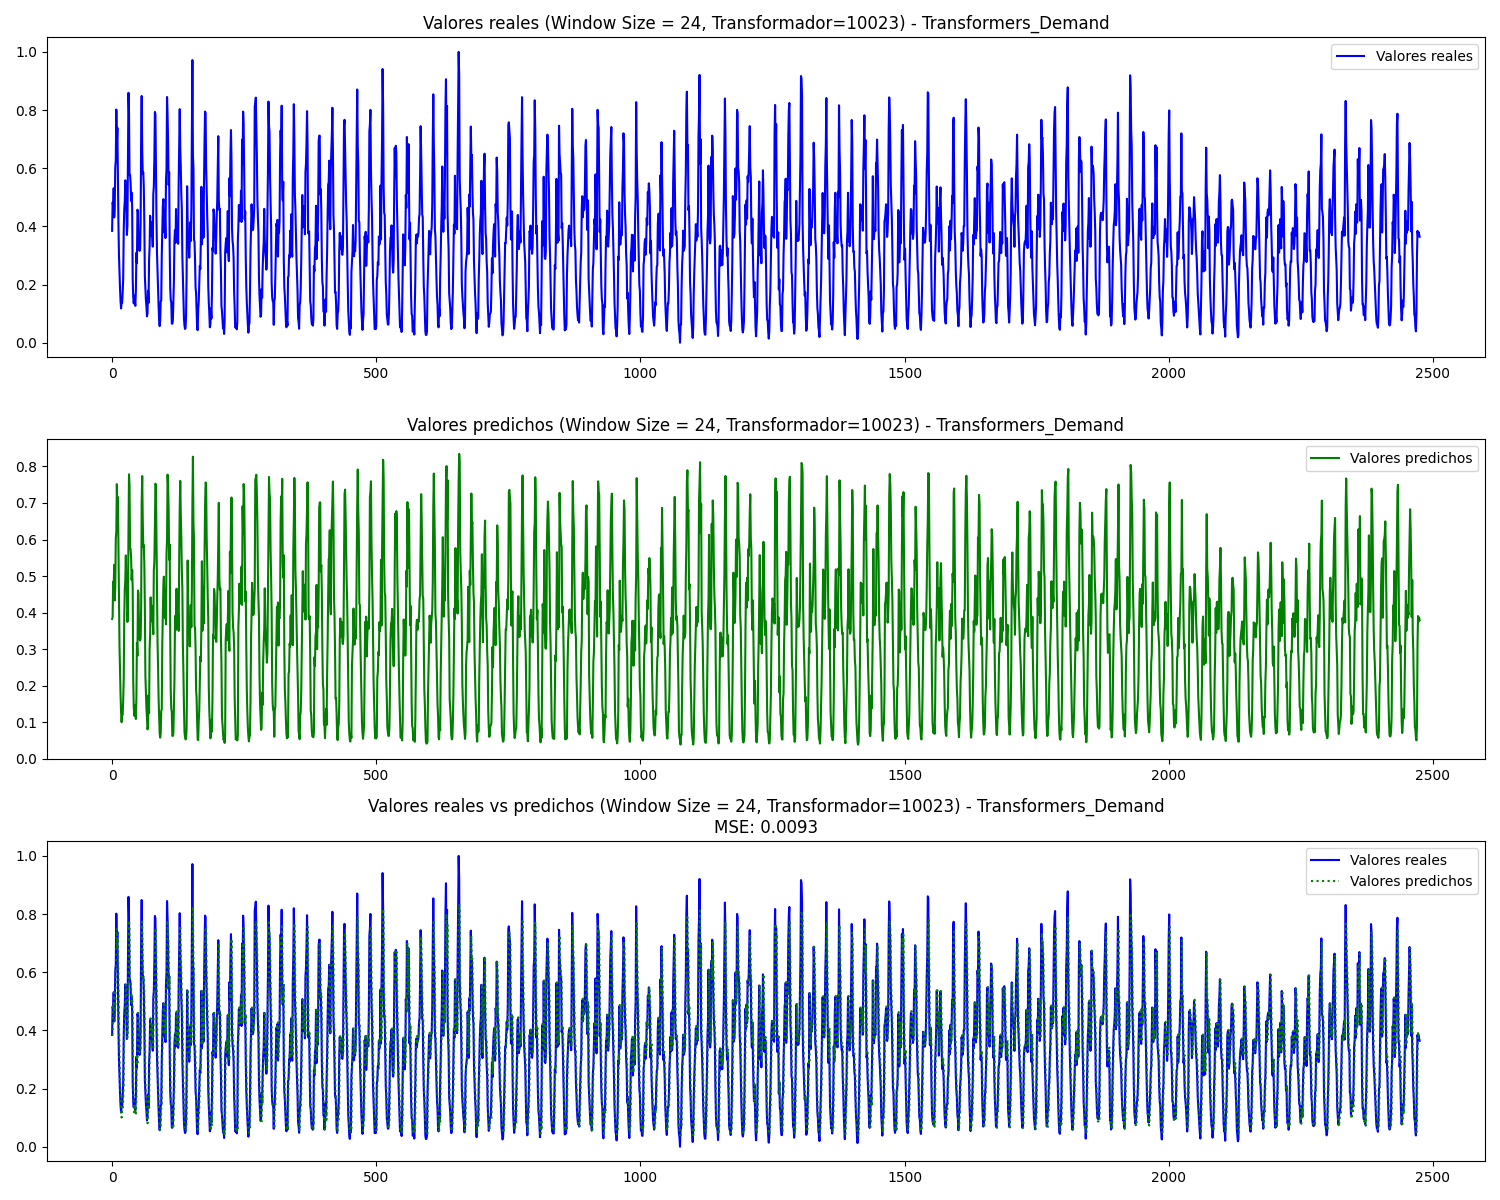 Valores reales (Window Size = 24, Transformador=10023) - Transformers_Demand
Valores reales
1.0
0.8
0.6
0.4
0.2
0.0
0 500 1000 1500 2000 2500
Valores predichos (Window Size = 24, Transformador=10023) - Transformers_Demand
Valores predichos
0.8
0.7
0.6
0.5
0.4
0.3
0.2
0.1
0.0
0 500 1000 1500 2000 2500
Valores reales vs predichos (Window Size = 24, Transformador=10023) - Transformers_Demand
MSE: 0.0093
Valores reales
Valores predichos
1.0
0.8
0.6
0.4
0.2
0.0
0 500 1000 1500 2000 2500